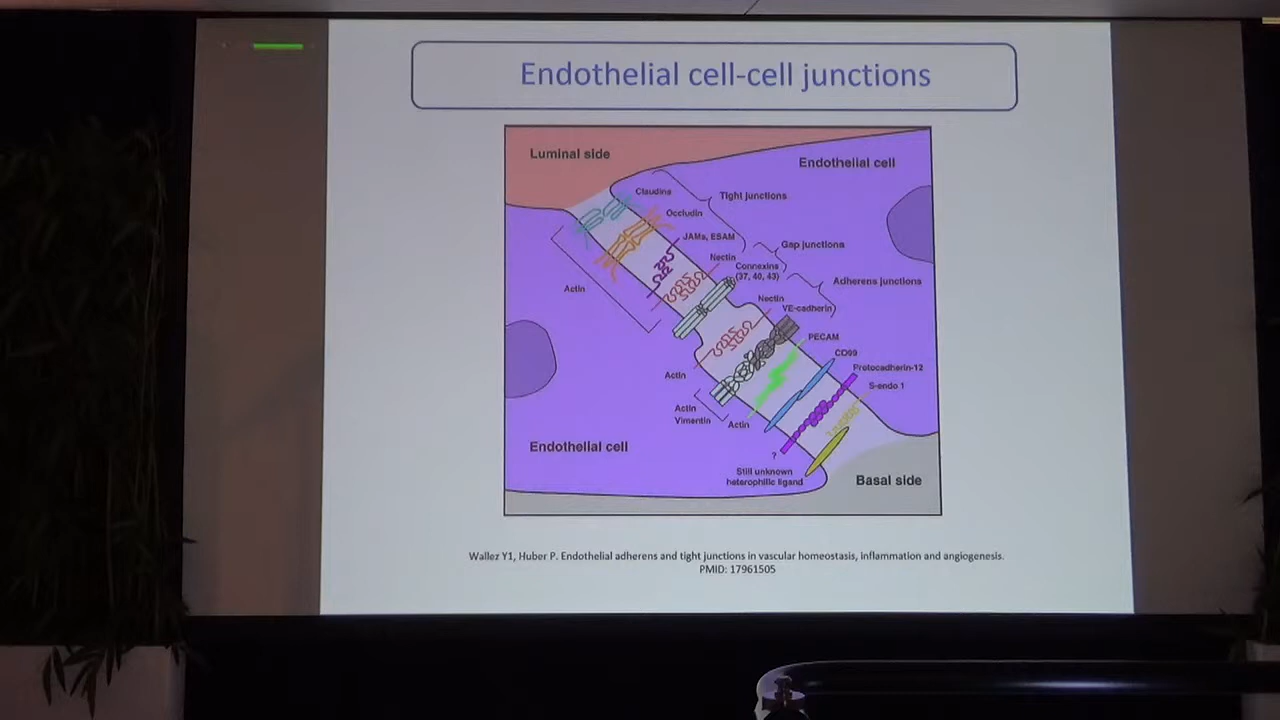 Endothelial cell-cell junctions
Luminal side
Endothelial cell
Claudins
Tight junctions
Occludin
JAMs, ESAM
Gap junctions
Nectin
Connexins
(37, 40, 43)
Adherens junctions
Actin
Nectin
VE-cadherin
PECAM
CD99
Protocadherin-12
S-endo 1
Actin
Actin
Vimentin
Actin
?
Endothelial cell
Still unknown
heterophilic ligand
Basal side
Wallez Y1, Huber P. Endothelial adherens and tight junctions in vascular homeostasis, inflammation and angiogenesis.
PMID: 17961505